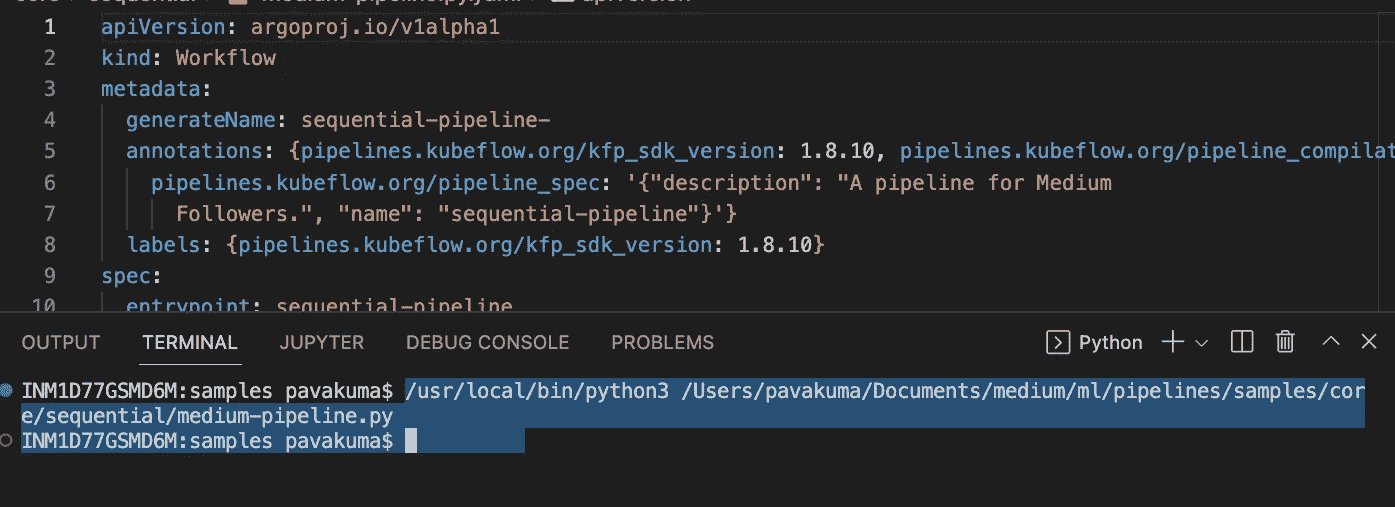 1 apiVersion: argoproj.io/v1alpha1
2 kind: Workflow
3 metadata:
4 generateName: sequential-pipeline-
5 annotations: {pipelines.kubeflow.org/kfp_sdk_version: 1.8.10, pipelines.kubeflow.org/pipeline_compilat
6 pipelines.kubeflow.org/pipeline_spec: '{"description": "A pipeline for Medium
7 Followers.", "name": "sequential-pipeline"}'}
8 labels: {pipelines.kubeflow.org/kfp_sdk_version: 1.8.10}
9 spec:
10 entrypoint: sequential-pipeline
OUTPUT TERMINAL JUPYTER DEBUG CONSOLE PROBLEMS Python
INM1D77GSMD6M:samples pavakuma$ /usr/local/bin/python3 /Users/pavakuma/Documents/medium/ml/pipelines/samples/cor
e/sequential/medium-pipeline.py
INM1D77GSMD6M:samples pavakuma$